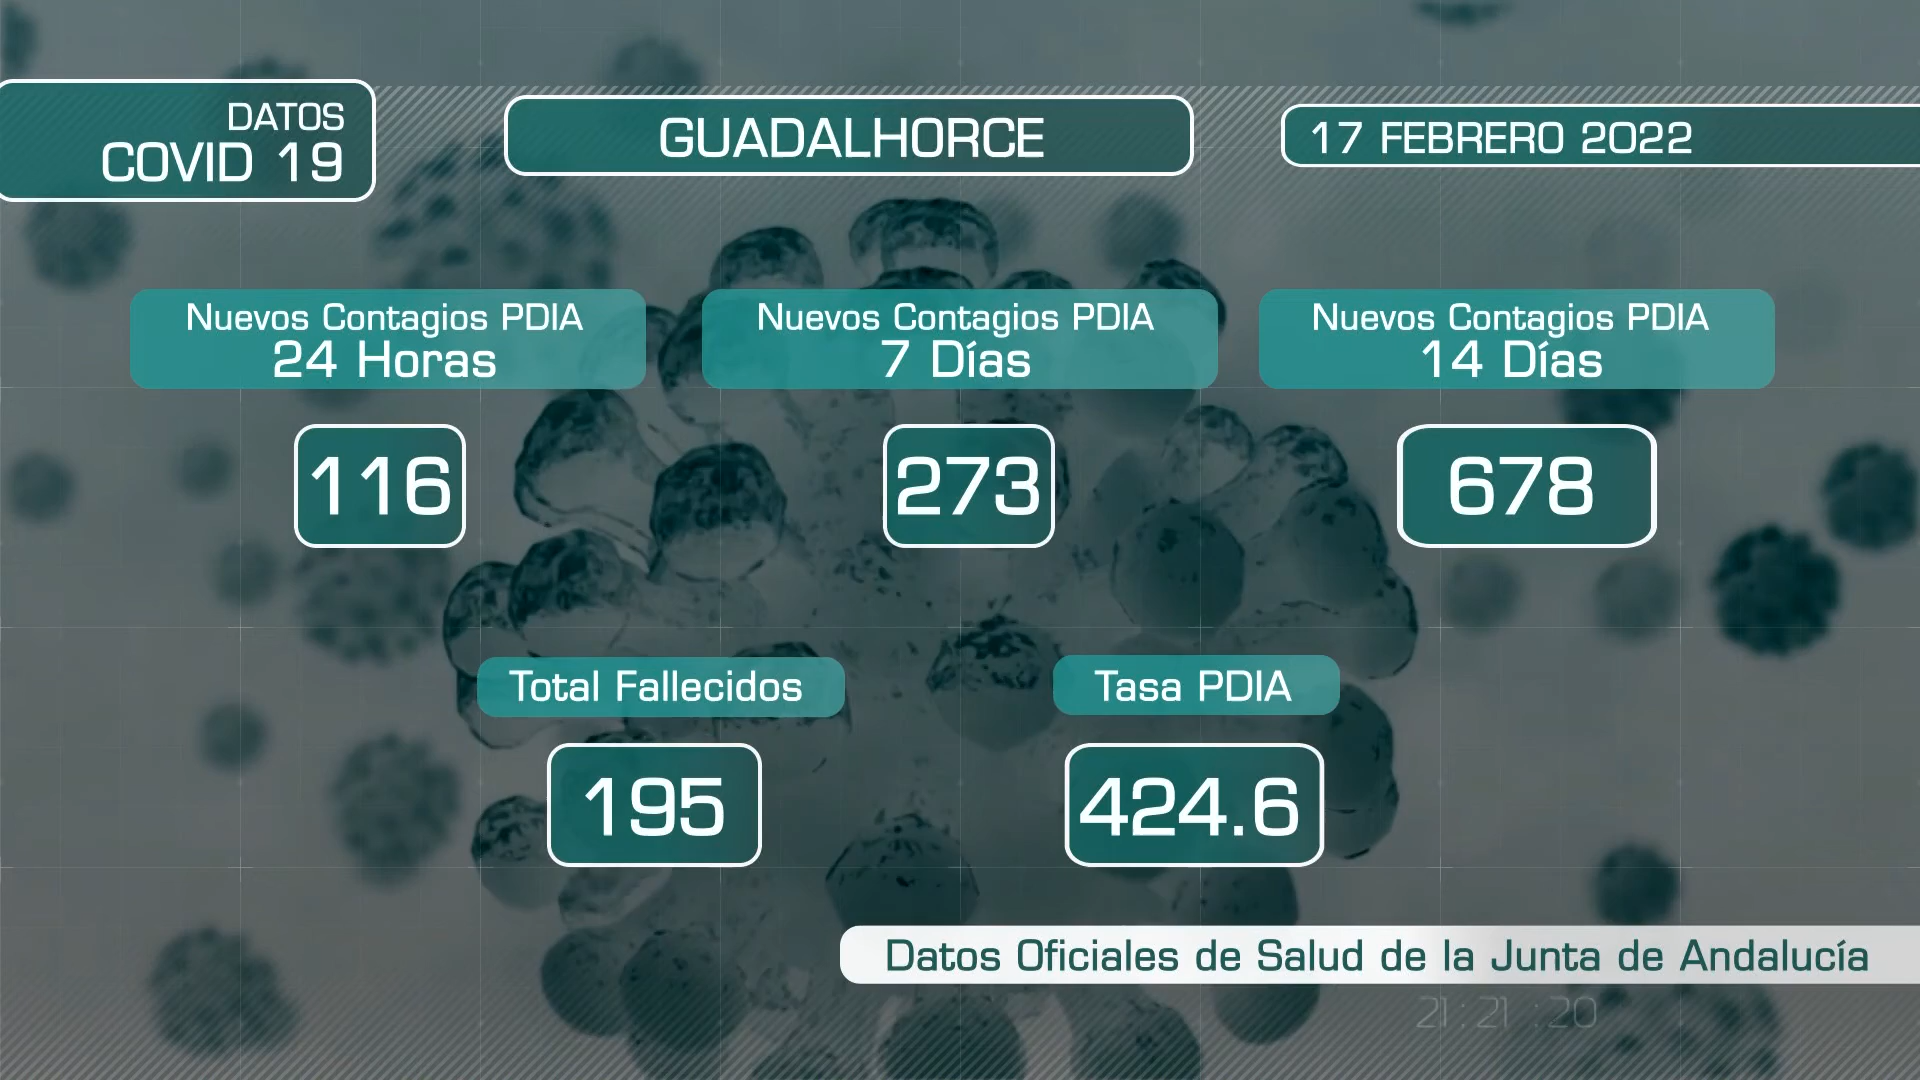 DATOS
COVID 19
GUADALHORCE
17 FEBRERO 2022
Nuevos Contagios PDIA
24 Horas
116
Nuevos Contagios PDIA
7 Días
273
Nuevos Contagios PDIA
14 Días
678
Total Fallecidos
195
Tasa PDIA
424.6
Datos Oficiales de Salud de la Junta de Andalucía
21:21:20